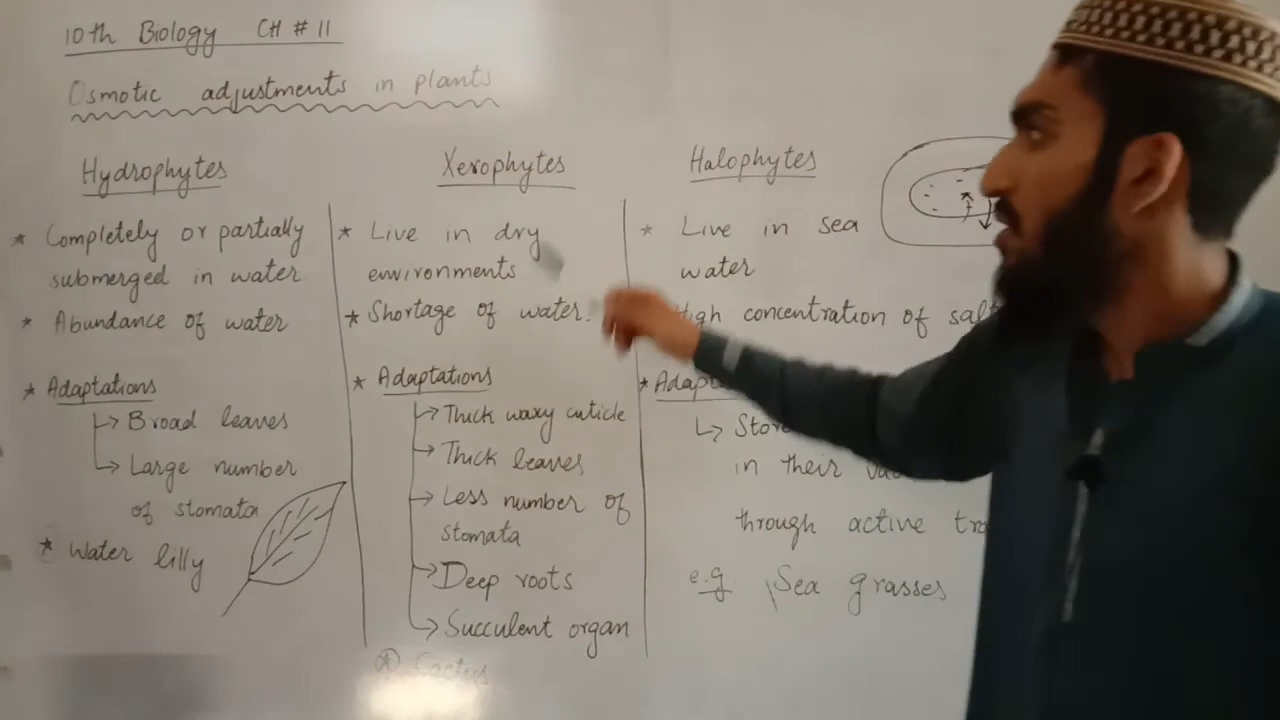 10th Biology CH # 11
Osmotic adjustments in plants
Hydrophytes
* Completely or partially
submerged in water
* Abundance of water
* Adaptations
↳ Broad leaves
↳ Large number
of stomata
* Water lilly
Xerophytes
* Live in dry
environments
* Shortage of water.
* Adaptations
→ Thick waxy cuticle
→ Thick leaves
→ Less number of
stomata
→ Deep roots
→ Succulent organ
* Cactus
Halophytes
* Live in sea
water
High concentration of salt
*
↳
in their
through active
e.g Sea grasses